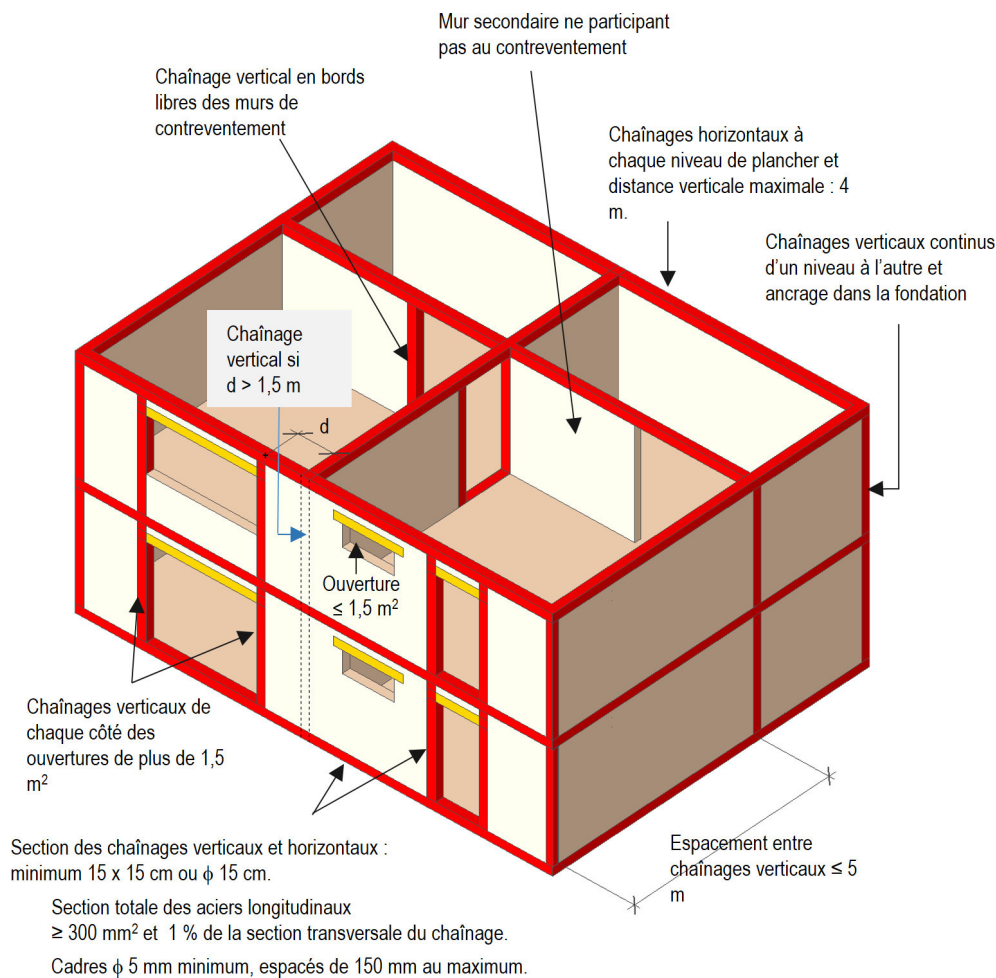 Mur secondaire ne participant
pas au contreventement
Chaînage vertical en bords
libres des murs de
contreventement
Chaînages horizontaux à
chaque niveau de plancher et
distance verticale maximale : 4
m.
Chaînages verticaux continus
d'un niveau à l'autre et
ancrage dans la fondation
Chaînage
vertical si
d > 1,5 m
d
Ouverture
≤ 1,5 m²
Chaînages verticaux de
chaque côté des
ouvertures de plus de 1,5
m²
Espacement entre
chaînages verticaux ≤ 5
m
Section des chaînages verticaux et horizontaux :
minimum 15 x 15 cm ou ϕ 15 cm.
Section totale des aciers longitudinaux
≥ 300 mm² et 1 % de la section transversale du chaînage.
Cadres ϕ 5 mm minimum, espacés de 150 mm au maximum.